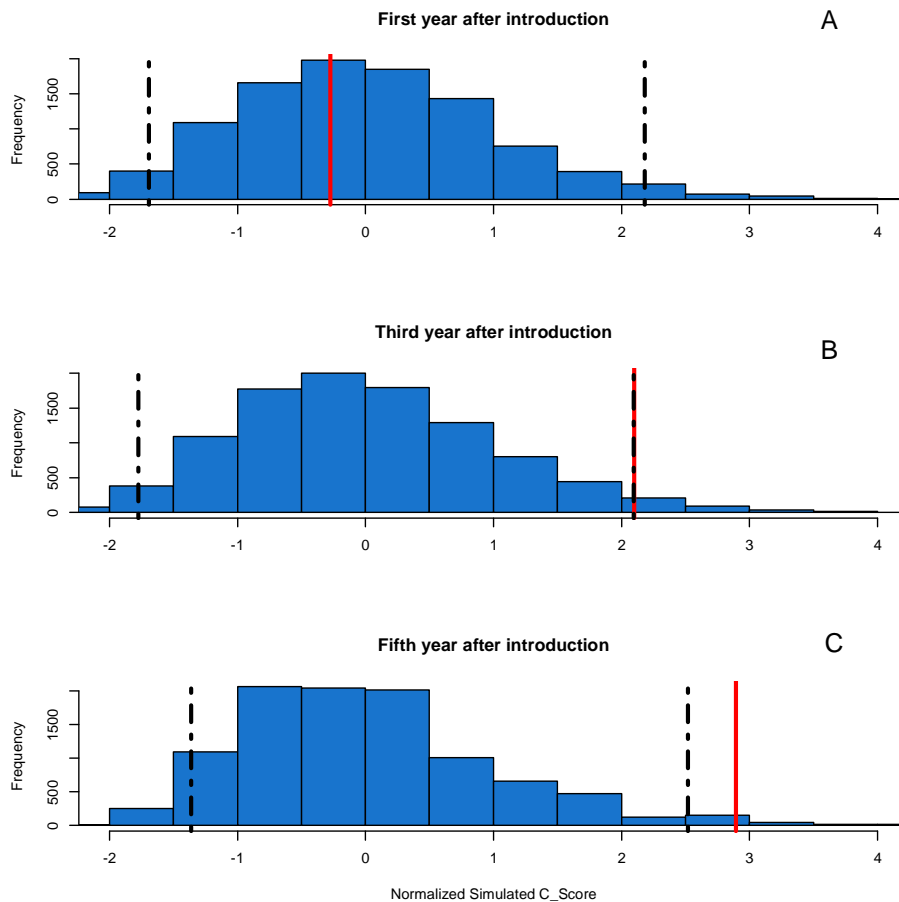 First year after introduction
A
Frequency
500
1500
-2 -1 0 1 2 3 4
Third year after introduction
B
Frequency
0
500
1500
-2 -1 0 1 2 3 4
Fifth year after introduction
C
Frequency
0
500
1500
-2 -1 0 1 2 3 4
Normalized Simulated C_Score